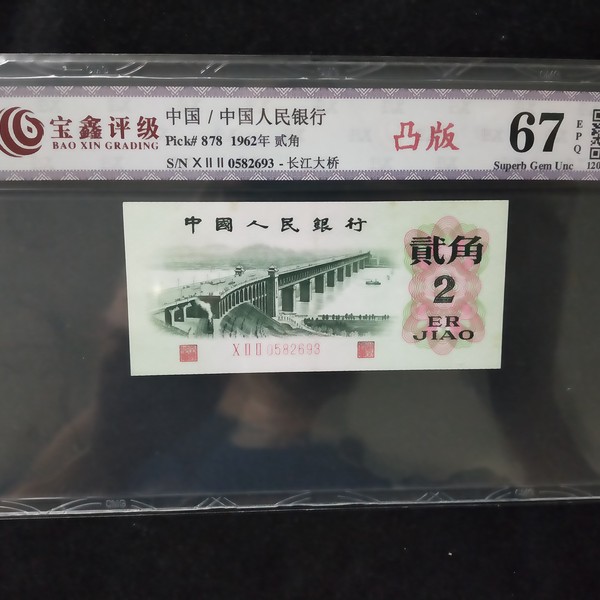 宝鑫评级
BAO XIN GRADING
中国 / 中国人民银行
Pick# 878 1962年 贰角
S/N X II II 0582693 - 长江大桥
凸版
67
EPQ
Superb Gem Unc
120
中國人民銀行
貳角
2
ER
JIAO
X II II 0582693